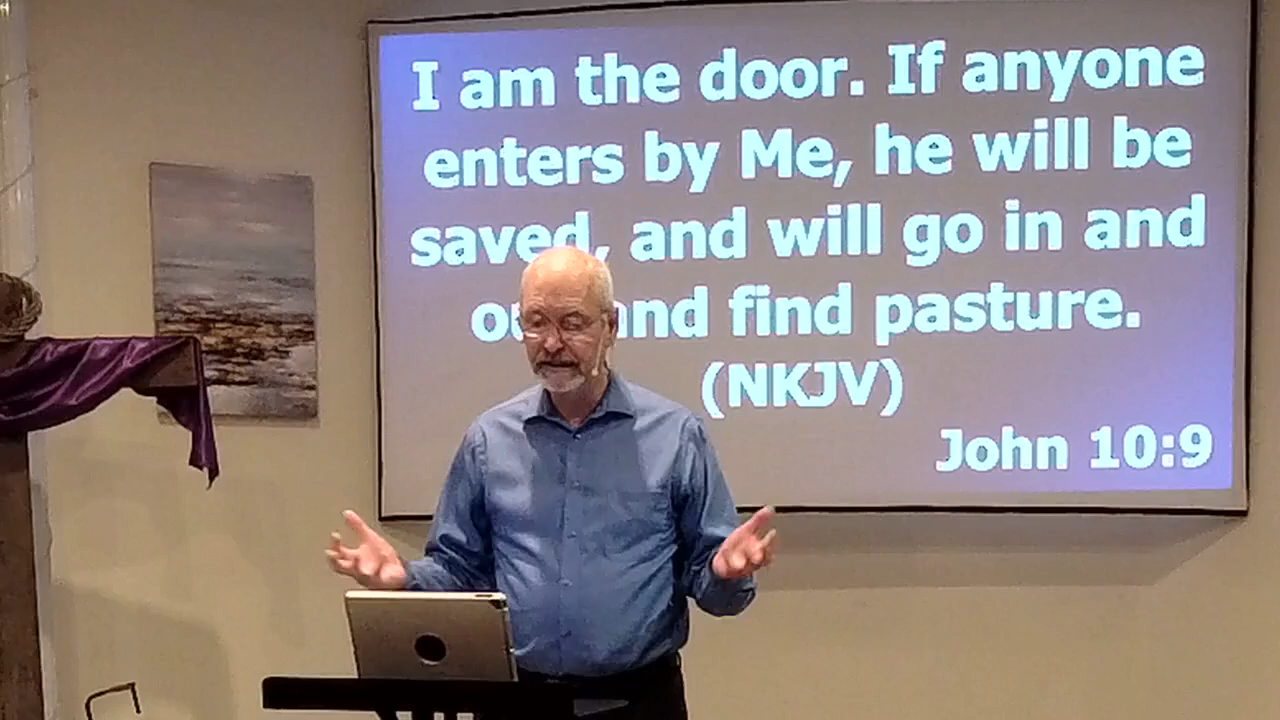 I am the door. If anyone
enters by Me, he will be
saved, and will go in and
and find pasture.
(NKJV)
John 10:9